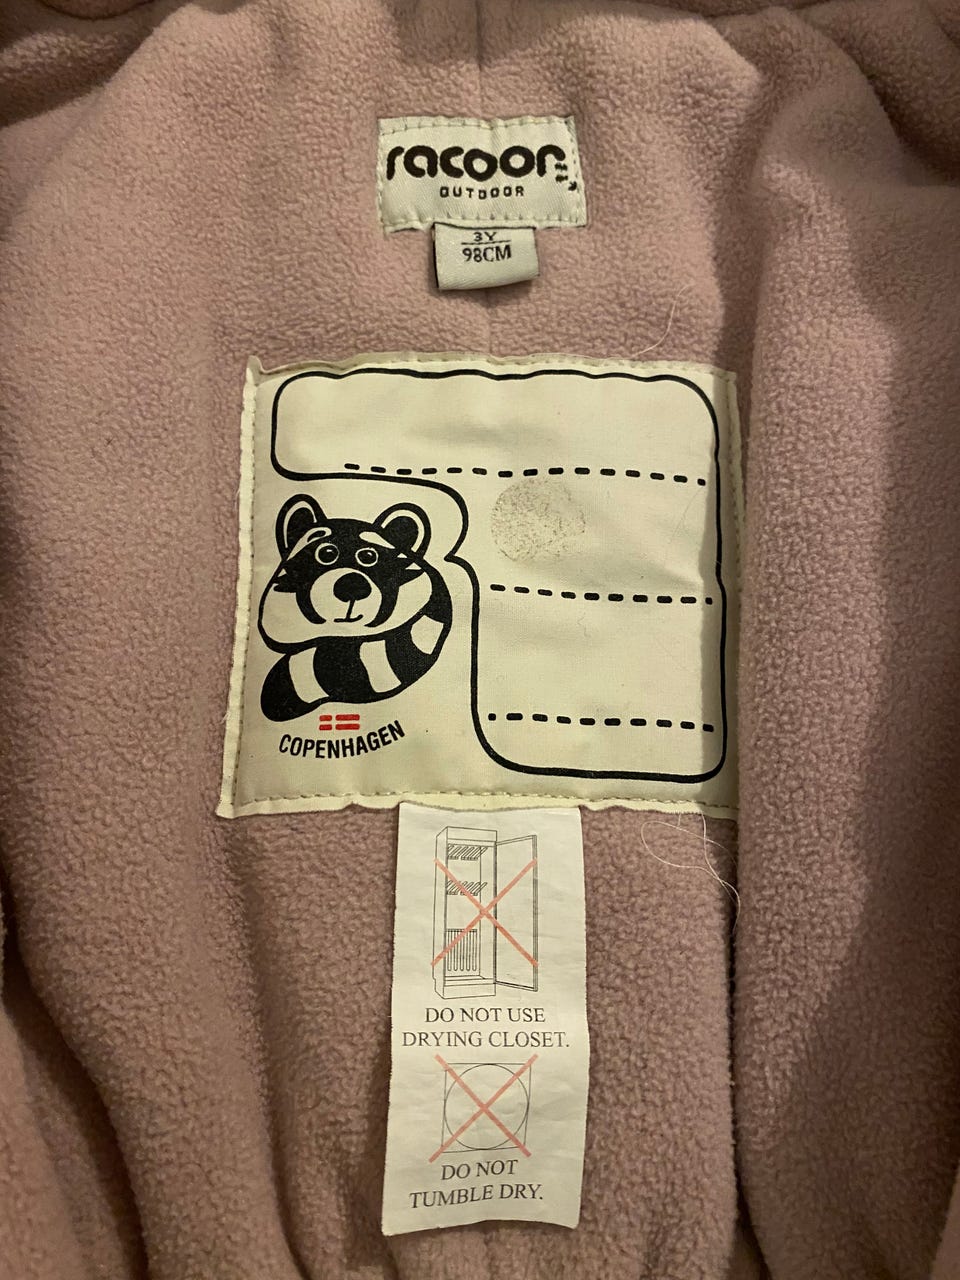 racoon
OUTDOOR
3Y
98CM
COPENHAGEN
DO NOT USE
DRYING CLOSET.
DO NOT
TUMBLE DRY.